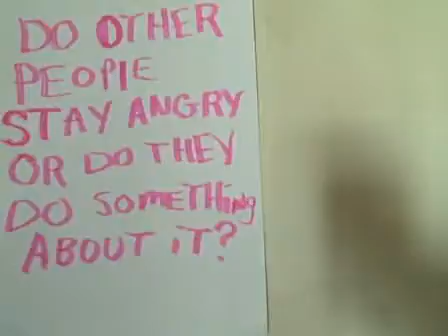 DO OTHER
PEOPlE
STAY ANGRY
OR DO THEY
DO SOMETHiNG
ABOUT iT?